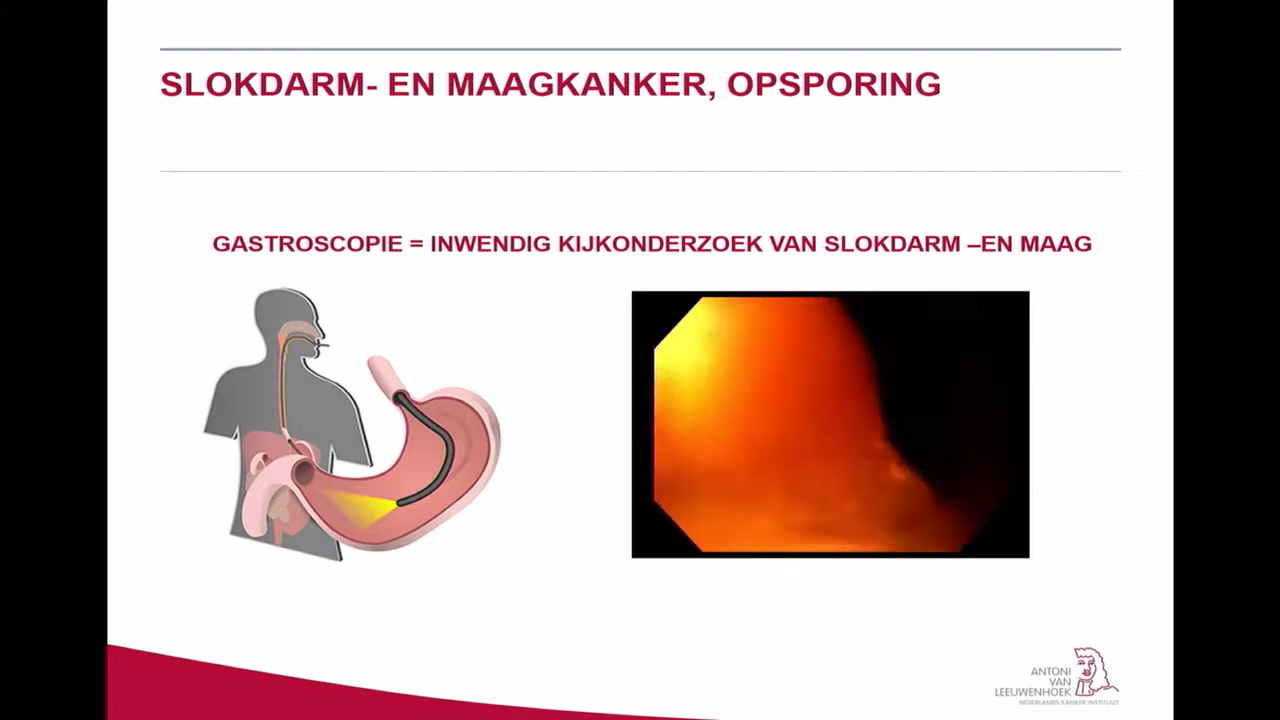 SLOKDARM- EN MAAGKANKER, OPSPORING
GASTROSCOPIE = INWENDIG KIJKONDERZOEK VAN SLOKDARM –EN MAAG
ANTONI
VAN
LEEUWENHOEK
NEDERLANDS KANKER INSTITUUT